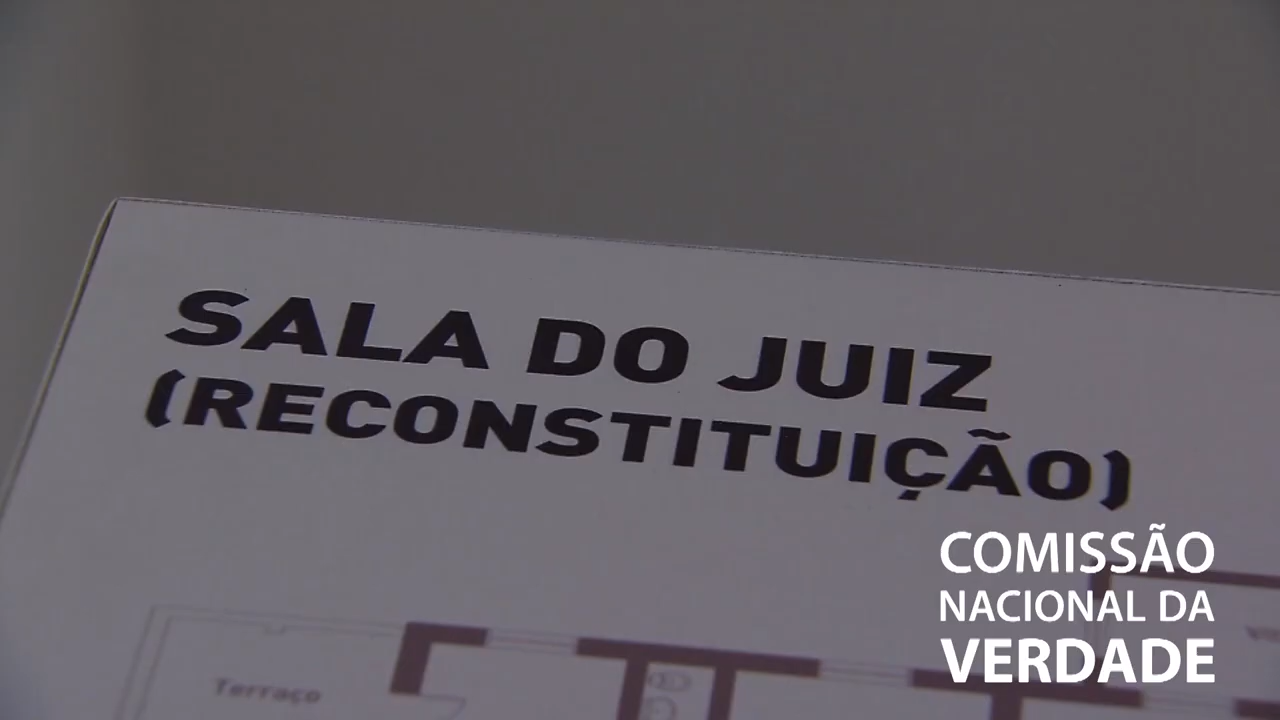 SALA DO JUIZ
(RECONSTITUIÇÃO)
COMISSÃO
NACIONAL DA
VERDADE
Terraço